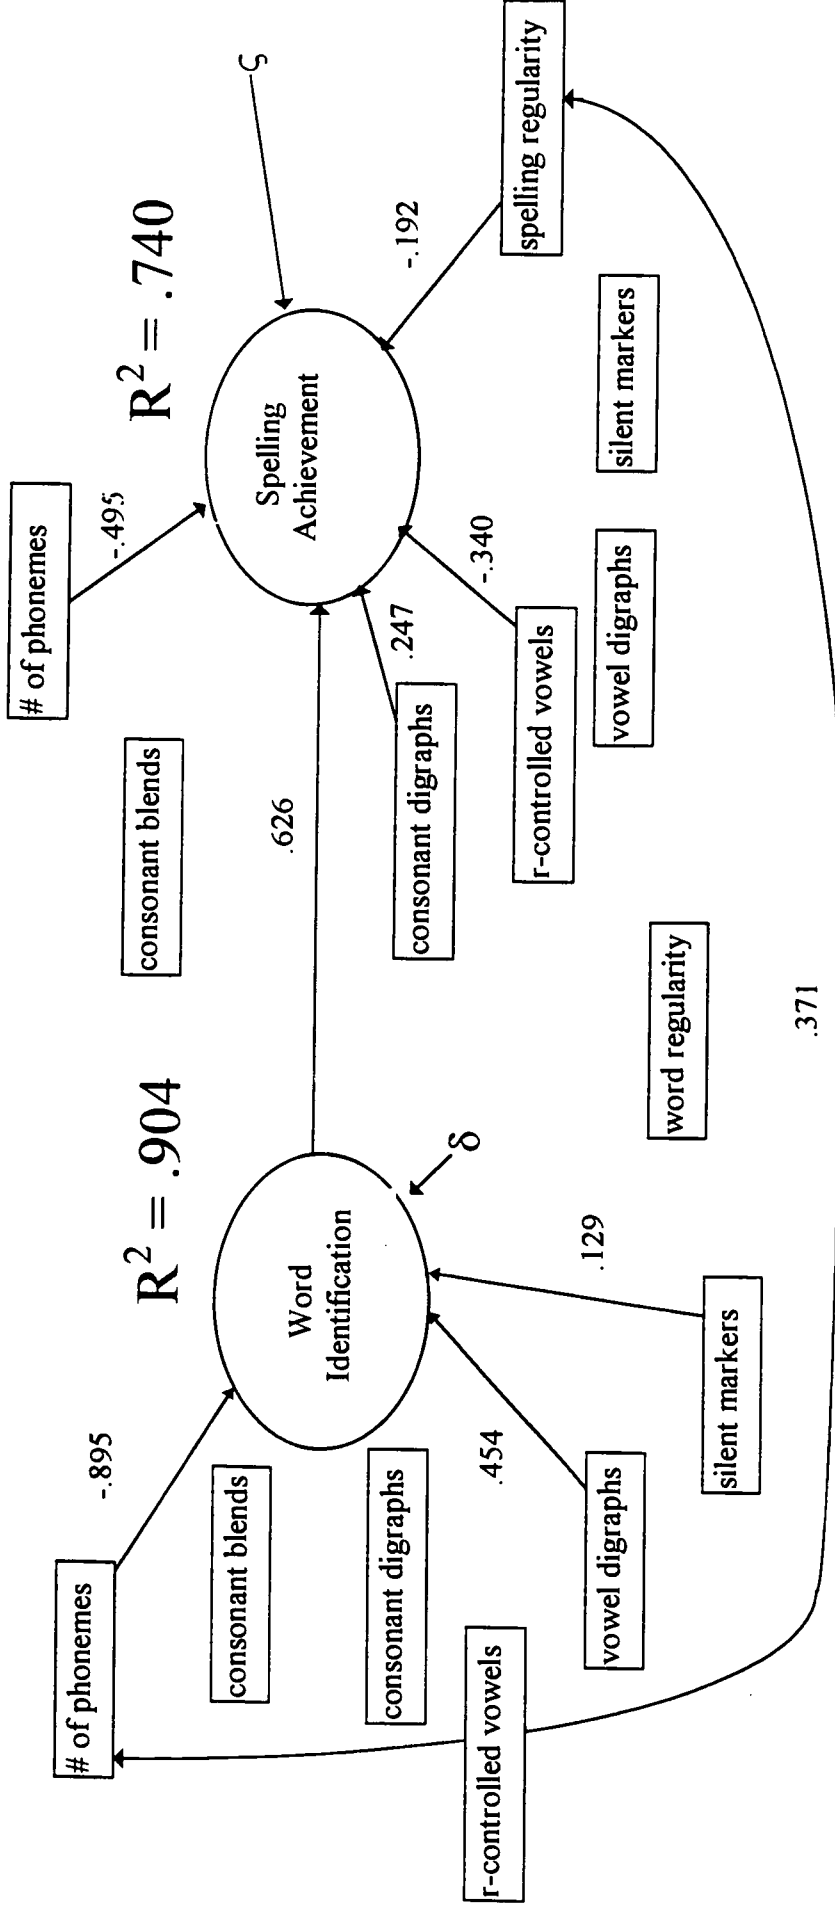 # of phonemes
-.895
consonant blends
consonant digraphs
r-controlled vowels
vowel digraphs
.454
silent markers
.129
Word
Identification
R² = .904
δ
word regularity
.626
.371
# of phonemes
-.495
consonant blends
consonant digraphs
.247
r-controlled vowels
-.340
vowel digraphs
silent markers
Spelling
Achievement
R² = .740
ς
-.192
spelling regularity